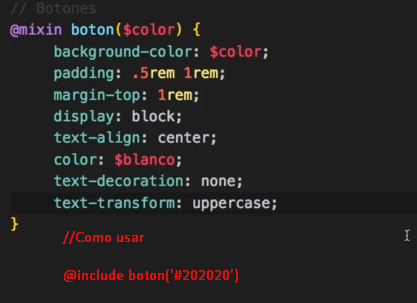 // Botones
@mixin boton($color) {
background-color: $color;
padding: .5rem 1rem;
margin-top: 1rem;
display: block;
text-align: center;
color: $blanco;
text-decoration: none;
text-transform: uppercase;
}
//Como usar
@include boton('#202020')